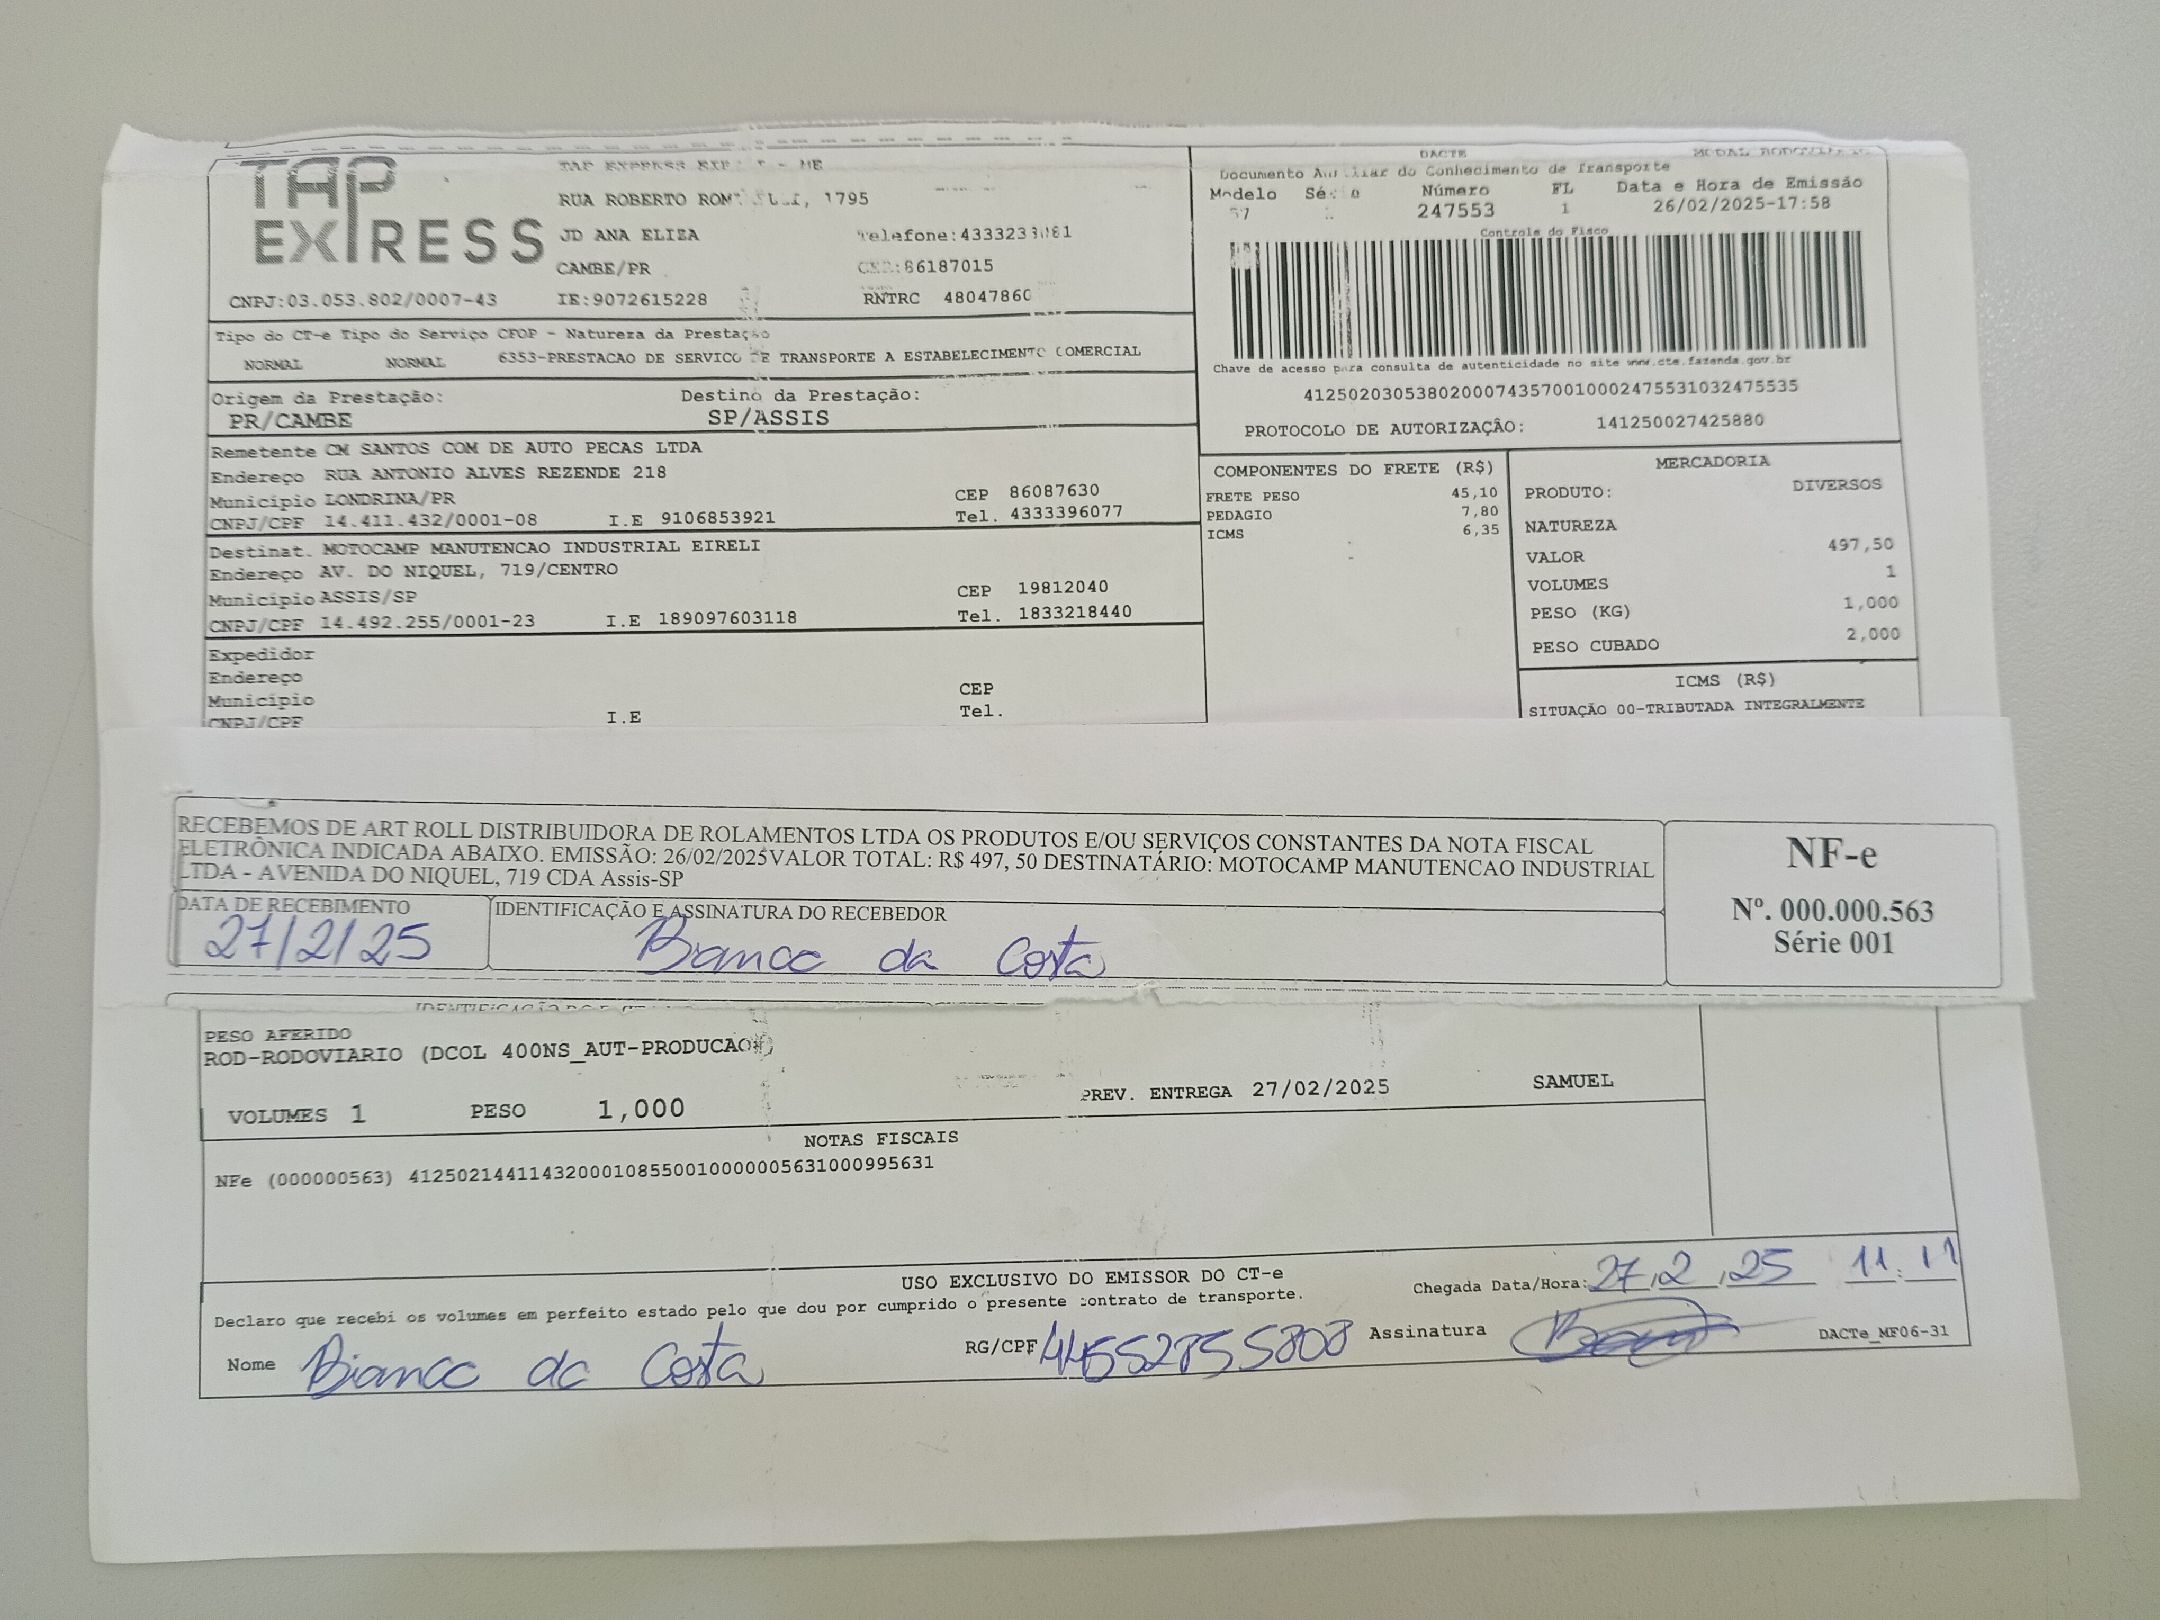 TAP EXPRESS
TAP EXPRESS - ME
RUA ROBERTO 1795
JD ANA ELIZA
CAMBE/PR CEP:86187015
CNPJ:03.053.802/0007-43 IE:9072615228 RNTRC 48047860
Tipo do CT-e Tipo do Serviço CFOP - Natureza da Prestação
NORMAL NORMAL 6353-PRESTACAO DE SERVICO DE TRANSPORTE A ESTABELECIMENTO COMERCIAL
Origem da Prestação: Destino da Prestação:
PR/CAMBE SP/ASSIS
Remetente CM SANTOS COM DE AUTO PECAS LTDA
Endereço RUA ANTONIO ALVES REZENDE 218
Município LONDRINA/PR CEP 86087630
CNPJ/CPF 14.411.432/0001-08 I.E 9106853921 Tel. 4333396077
Destinat. MOTOCAMP MANUTENCAO INDUSTRIAL EIRELI
Endereço AV. DO NIQUEL, 719/CENTRO
Município ASSIS/SP CEP 19812040
CNPJ/CPF 14.492.255/0001-23 I.E 189097603118 Tel. 1833218440
Expedidor
Endereço
Município CEP
CNPJ/CPF I.E Tel.
DACTE MODAL RODOVIARIO
Documento Auxiliar do Conhecimento de Transporte
Modelo Série Número FL Data e Hora de Emissão
57 247553 1 26/02/2025-17:58
Controle do Fisco
Chave de acesso para consulta de autenticidade no site www.cte.fazenda.gov.br
41250203053802000743570010002475531032475535
PROTOCOLO DE AUTORIZAÇÃO: 141250027425880
COMPONENTES DO FRETE (R$)
FRETE PESO 45,10
PEDAGIO 7,80
ICMS 6,35
MERCADORIA
PRODUTO: DIVERSOS
NATUREZA
VALOR 497,50
VOLUMES 1
PESO (KG) 1,000
PESO CUBADO 2,000
ICMS (R$)
SITUAÇÃO 00-TRIBUTADA INTEGRALMENTE
RECEBEMOS DE ART ROLL DISTRIBUIDORA DE ROLAMENTOS LTDA OS PRODUTOS E/OU SERVIÇOS CONSTANTES DA NOTA FISCAL
ELETRÔNICA INDICADA ABAIXO. EMISSÃO: 26/02/2025VALOR TOTAL: R$ 497, 50 DESTINATÁRIO: MOTOCAMP MANUTENCAO INDUSTRIAL
LTDA - AVENIDA DO NIQUEL, 719 CDA Assis-SP
DATA DE RECEBIMENTO IDENTIFICAÇÃO E ASSINATURA DO RECEBEDOR
27/2/25 Bianca da Costa
NF-e
Nº. 000.000.563
Série 001
PESO AFERIDO
ROD-RODOVIARIO (DCOL 400NS_AUT-PRODUCAO#)
VOLUMES 1 PESO 1,000 PREV. ENTREGA 27/02/2025 SAMUEL
NOTAS FISCAIS
NFe (000000563) 41250214411432000108550010000005631000995631
USO EXCLUSIVO DO EMISSOR DO CT-e
Chegada Data/Hora: 27/2/25 11:11
Declaro que recebi os volumes em perfeito estado pelo que dou por cumprido o presente contrato de transporte.
Nome Bianca da Costa RG/CPF 44552855808 Assinatura DACTe_MF06-31